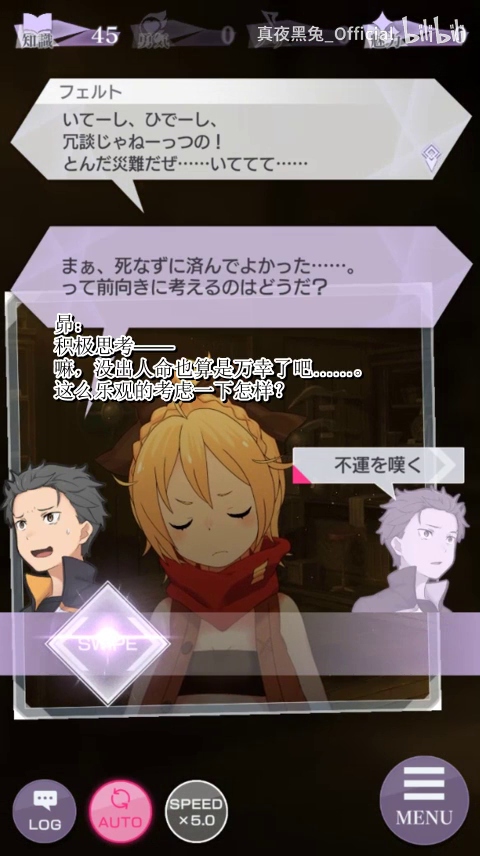 知識 45
0
真夜黒兔_Official
bilibili
フェルト
いてーし、ひでーし、
冗談じゃねーっつの！
とんだ災難だぜ……いててて……
まぁ、死なずに済んでよかった……。
って前向きに考えるのはどうだ？
昴：
积极思考——
嘛，没出人命也算是万幸了吧.......。
这么乐观的考虑一下怎样？
不運を嘆く
SWIPE
LOG
AUTO
SPEED
×5.0
MENU